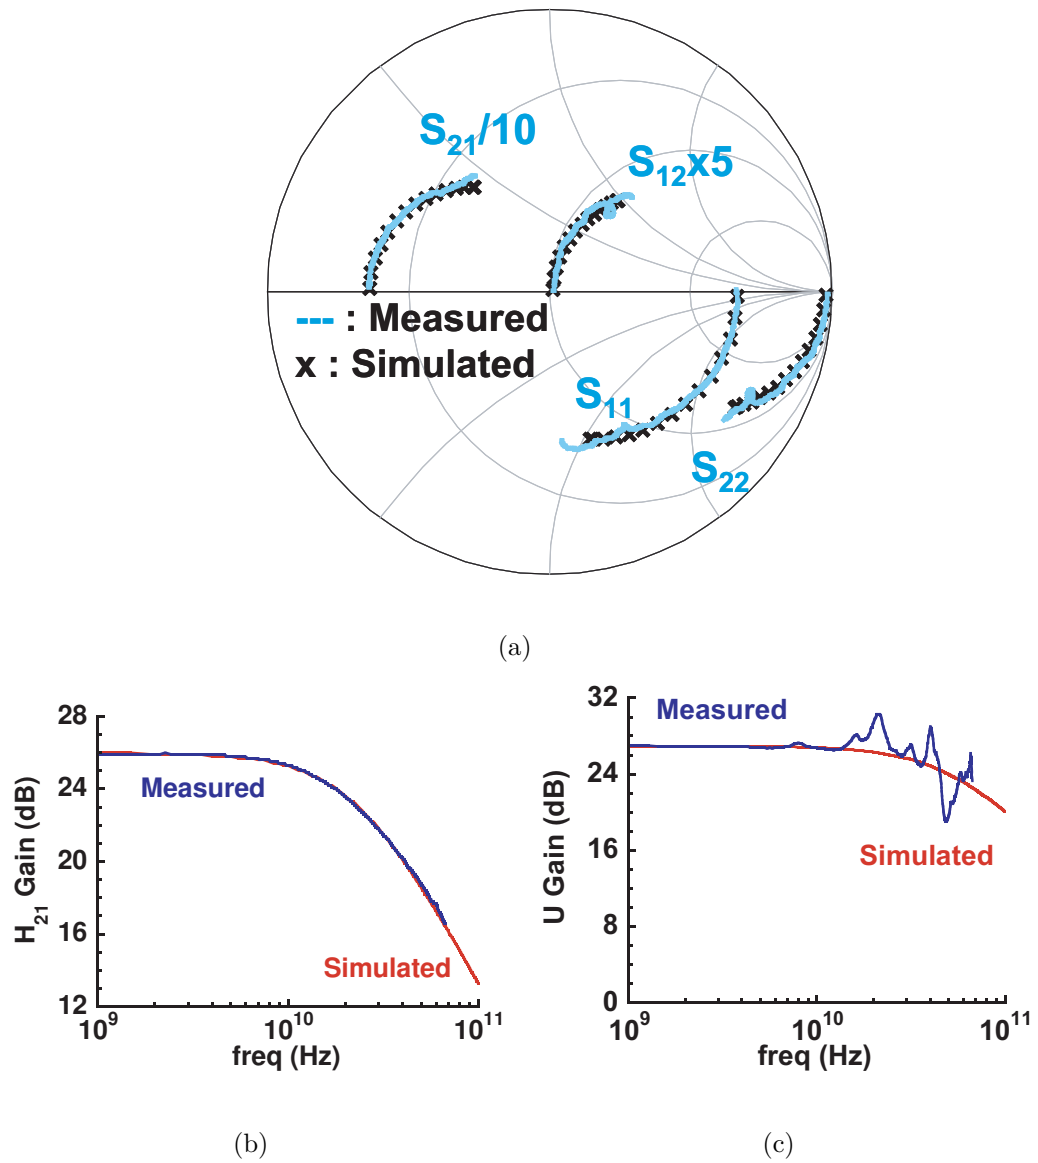 S21/10
S12x5
--- : Measured
x : Simulated
S11
S22
(a)
28
24
20
16
12
H21 Gain (dB)
Measured
Simulated
10^9
10^10
10^11
freq (Hz)
(b)
32
24
16
8
0
U Gain (dB)
Measured
Simulated
10^9
10^10
10^11
freq (Hz)
(c)